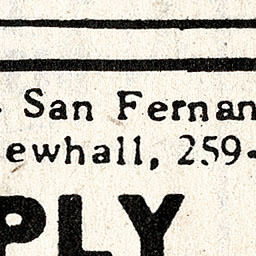 - San Fernan
ewhall, 259-
PLY